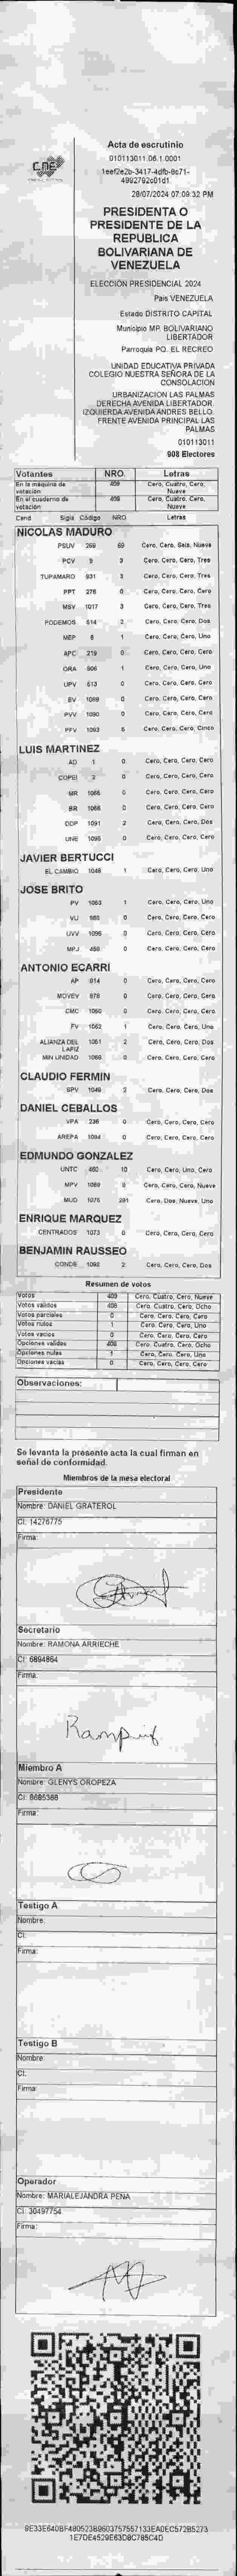 CNE
Acta de escrutinio
010113011.06.1.0001
28/07/2024 07:09:32 PM
PRESIDENTA O
PRESIDENTE DE LA
REPUBLICA
BOLIVARIANA DE
VENEZUELA
ELECCIÓN PRESIDENCIAL 2024
Pais VENEZUELA
Estado DISTRITO CAPITAL
Municipio MP. BOLIVARIANO
LIBERTADOR
Parroquia PQ. EL RECREO
UNIDAD EDUCATIVA PRIVADA
COLEGIO NUESTRA SEÑORA DE LA
CONSOLACION
URBANIZACION LAS PALMAS
DERECHA AVENIDA LIBERTADOR.
IZQUIERDA AVENIDA ANDRES BELLO.
FRENTE AVENIDA PRINCIPAL LAS
PALMAS
010113011
908 Electores
Votantes NRO. Letras
En la máquina de votación 409 Cero, Cuatro, Cero, Nueve
En el cuaderno de votación 409 Cero, Cuatro, Cero, Nueve
Cand Sigla Código NRO Letras
NICOLAS MADURO
PSUV 269 69 Cero, Cero, Seis, Nueve
PCV 9 3 Cero, Cero, Cero, Tres
TUPAMARO 931 3 Cero, Cero, Cero, Tres
PPT 276 0 Cero, Cero, Cero, Cero
MSV 1017 3 Cero, Cero, Cero, Tres
PODEMOS 514 2 Cero, Cero, Cero, Dos
MEP 6 1 Cero, Cero, Cero, Uno
APC 219 0 Cero, Cero, Cero, Cero
ORA 906 1 Cero, Cero, Cero, Uno
UPV 513 0 Cero, Cero, Cero, Cero
EV 1089 0 Cero, Cero, Cero, Cero
PVV 1090 0 Cero, Cero, Cero, Cero
PFV 1093 5 Cero, Cero, Cero, Cinco
LUIS MARTINEZ
AD 1 0 Cero, Cero, Cero, Cero
COPEI 3 0 Cero, Cero, Cero, Cero
MR 1065 0 Cero, Cero, Cero, Cero
BR 1068 0 Cero, Cero, Cero, Cero
DDP 1091 2 Cero, Cero, Cero, Dos
UNE 1095 0 Cero, Cero, Cero, Cero
JAVIER BERTUCCI
EL CAMBIO 1048 1 Cero, Cero, Cero, Uno
JOSE BRITO
PV 1063 1 Cero, Cero, Cero, Uno
VU 980 0 Cero, Cero, Cero, Cero
UVV 1096 0 Cero, Cero, Cero, Cero
MPJ 450 0 Cero, Cero, Cero, Cero
ANTONIO ECARRI
AP 914 0 Cero, Cero, Cero, Cero
MOVEV 978 0 Cero, Cero, Cero, Cero
CMC 1050 0 Cero, Cero, Cero, Cero
FV 1062 1 Cero, Cero, Cero, Uno
ALIANZA DEL LAPIZ 1051 2 Cero, Cero, Cero, Dos
MIN UNIDAD 1066 0 Cero, Cero, Cero, Cero
CLAUDIO FERMIN
SPV 1049 2 Cero, Cero, Cero, Dos
DANIEL CEBALLOS
VPA 236 0 Cero, Cero, Cero, Cero
AREPA 1094 0 Cero, Cero, Cero, Cero
EDMUNDO GONZALEZ
UNTC 460 10 Cero, Cero, Uno, Cero
MPV 1069 9 Cero, Cero, Cero, Nueve
MUD 1075 291 Cero, Dos, Nueve, Uno
ENRIQUE MARQUEZ
CENTRADOS 1073 0 Cero, Cero, Cero, Cero
BENJAMIN RAUSSEO
CONDE 1092 2 Cero, Cero, Cero, Dos
Resumen de votos
Votos 409 Cero, Cuatro, Cero, Nueve
Votos válidos 408 Cero, Cuatro, Cero, Ocho
Votos parciales 0 Cero, Cero, Cero, Cero
Votos nulos 1 Cero, Cero, Cero, Uno
Votos vacíos 0 Cero, Cero, Cero, Cero
Opciones válidas 408 Cero, Cuatro, Cero, Ocho
Opciones nulas 1 Cero, Cero, Cero, Uno
Opciones vacías 0 Cero, Cero, Cero, Cero
Observaciones:
Se levanta la presente acta la cual firman en
señal de conformidad.
Miembros de la mesa electoral
Presidente
Nombre: DANIEL GRATEROL
CI: 14276775
Firma:
Secretario
Nombre: RAMONA ARRIECHE
CI: 6894864
Firma:
Miembro A
Nombre: GLENYS OROPEZA
CI: 8685366
Firma:
Testigo A
Nombre:
CI:
Firma:
Testigo B
Nombre:
CI:
Firma:
Operador
Nombre: MARIALEJANDRA PENA
CI: 30497754
Firma: